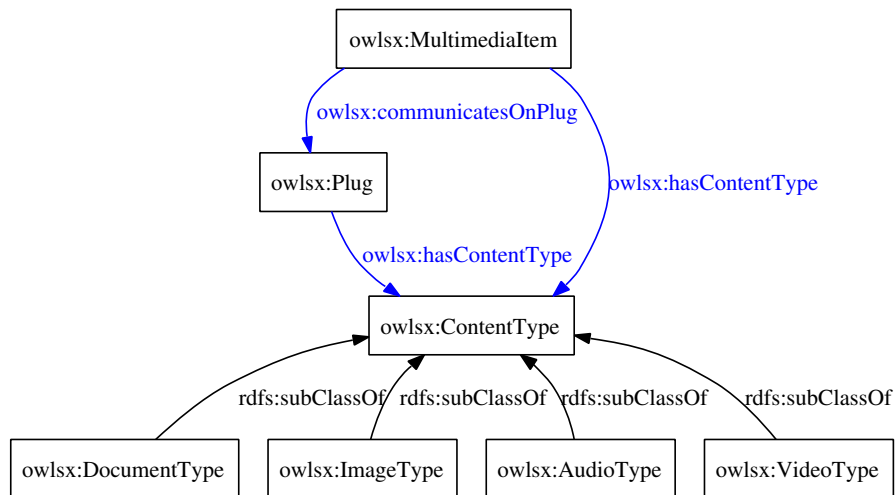 owlsx:MultimediaItem
owlsx:communicatesOnPlug
owlsx:Plug
owlsx:hasContentType
owlsx:hasContentType
owlsx:ContentType
rdfs:subClassOf
rdfs:subClassOf
rdfs:subClassOf
rdfs:subClassOf
owlsx:DocumentType
owlsx:ImageType
owlsx:AudioType
owlsx:VideoType